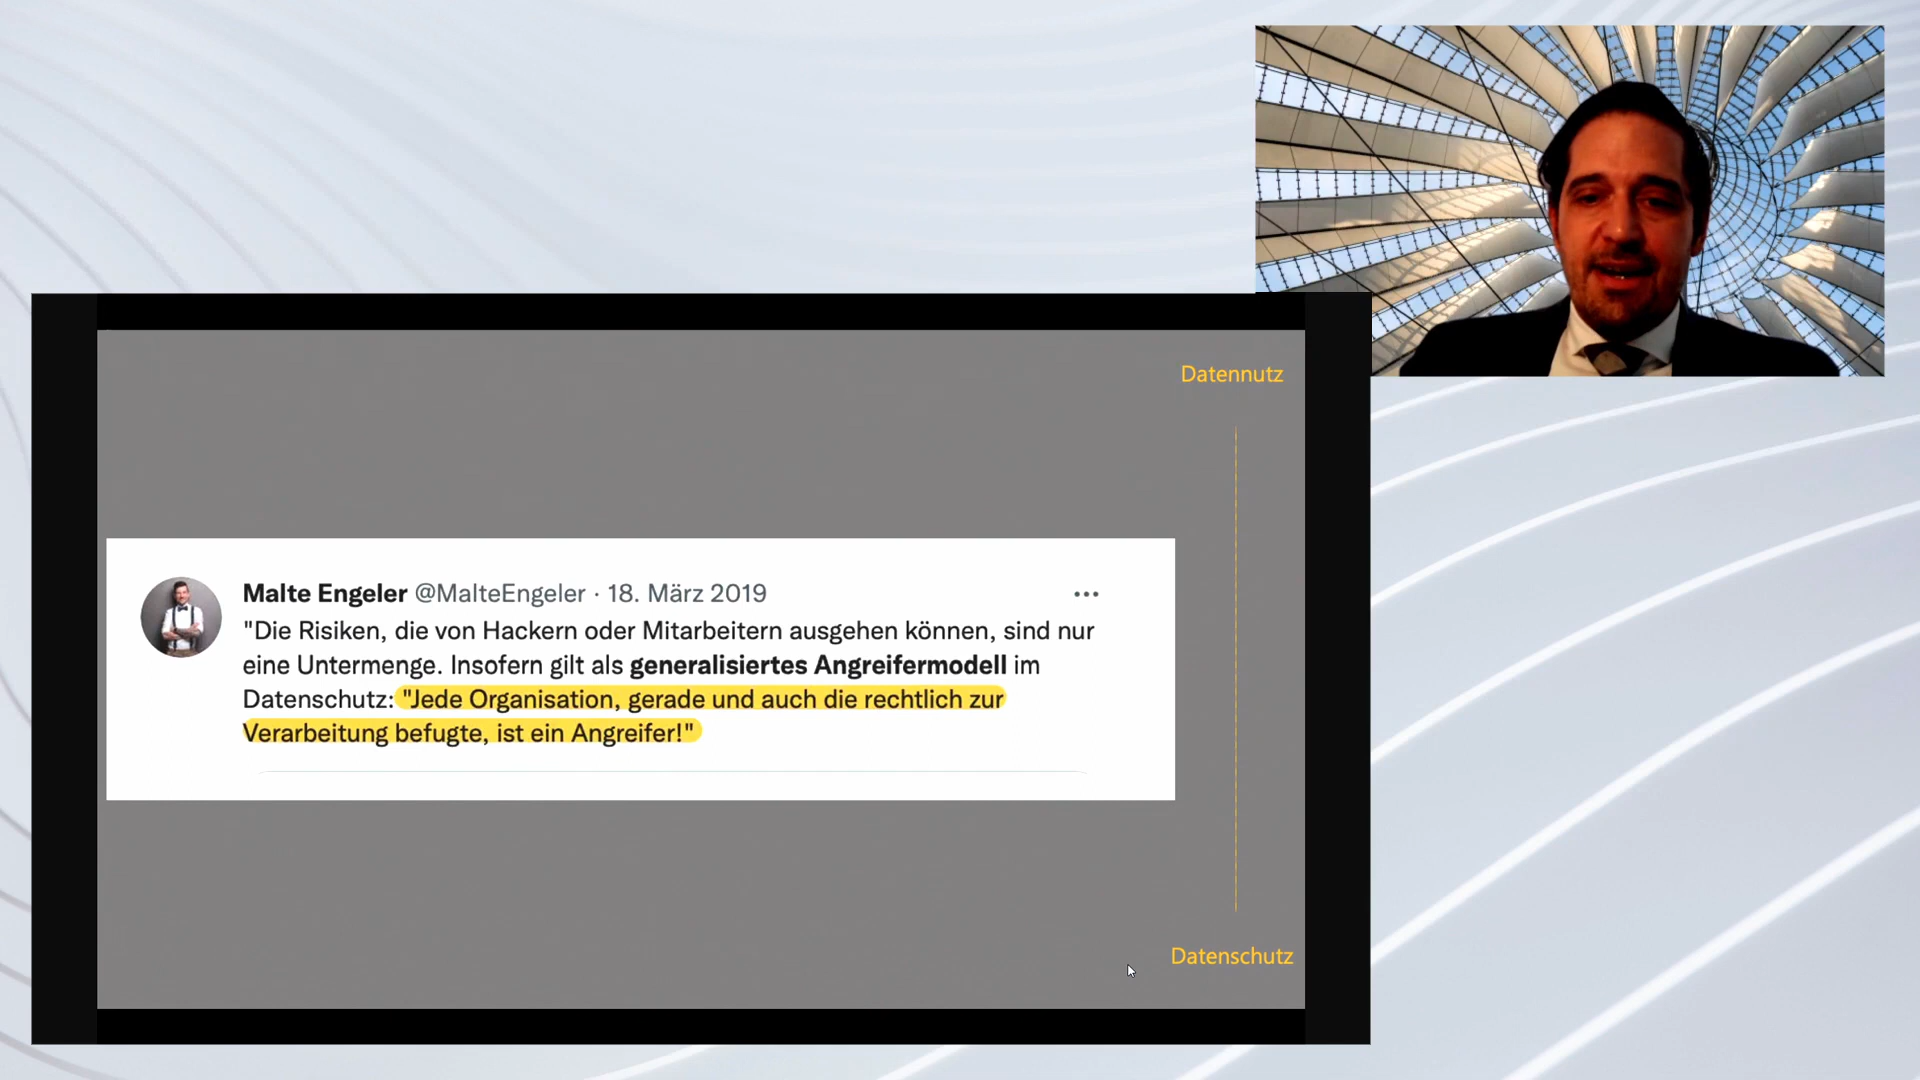 Datennutz
Malte Engeler @MalteEngeler · 18. März 2019
"Die Risiken, die von Hackern oder Mitarbeitern ausgehen können, sind nur
eine Untermenge. Insofern gilt als generalisiertes Angreifermodell im
Datenschutz: "Jede Organisation, gerade und auch die rechtlich zur
Verarbeitung befugte, ist ein Angreifer!"
Datenschutz